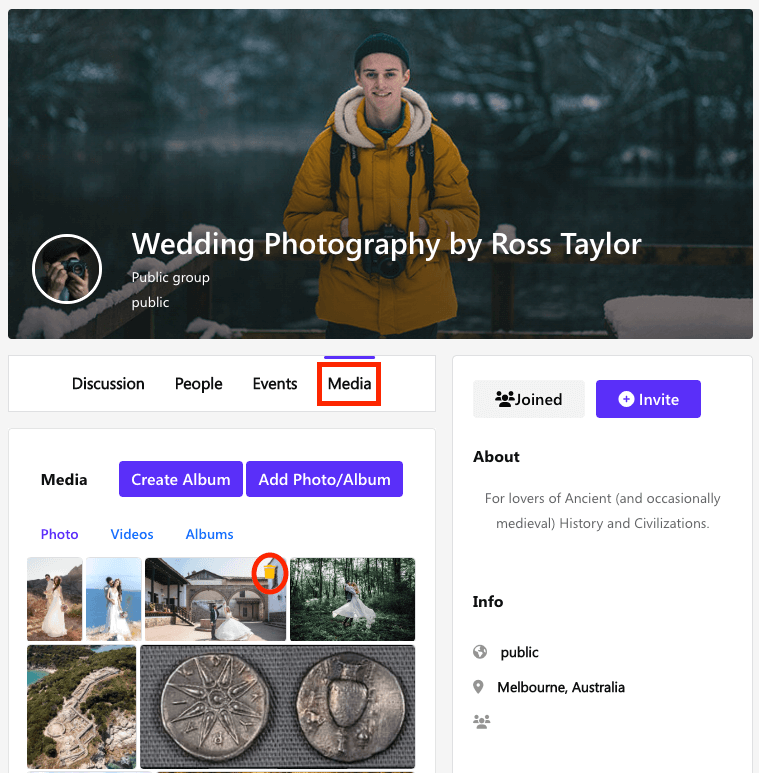 Wedding Photography by Ross Taylor
Public group
public
Discussion People Events Media
Joined Invite
Media Create Album Add Photo/Album
Photo Videos Albums
About
For lovers of Ancient (and occasionally
medieval) History and Civilizations.
Info
public
Melbourne, Australia